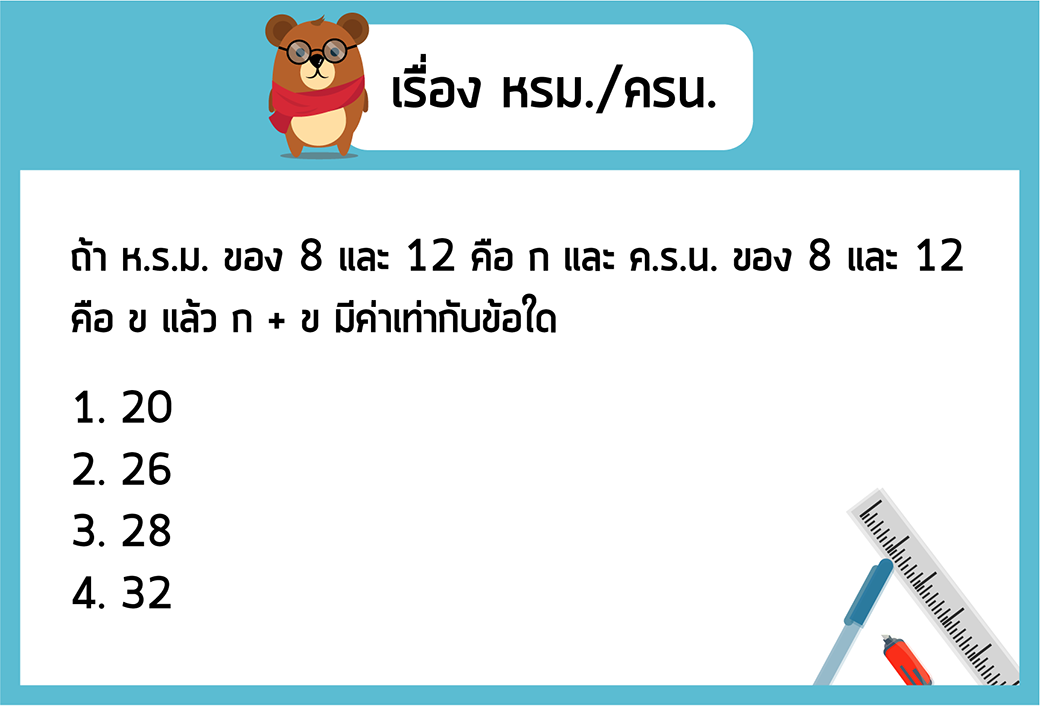 เรื่อง หรม./ครน.
ถ้า ห.ร.ม. ของ 8 และ 12 คือ ก และ ค.ร.น. ของ 8 และ 12
คือ ข แล้ว ก + ข มีค่าเท่ากับข้อใด
1. 20
2. 26
3. 28
4. 32